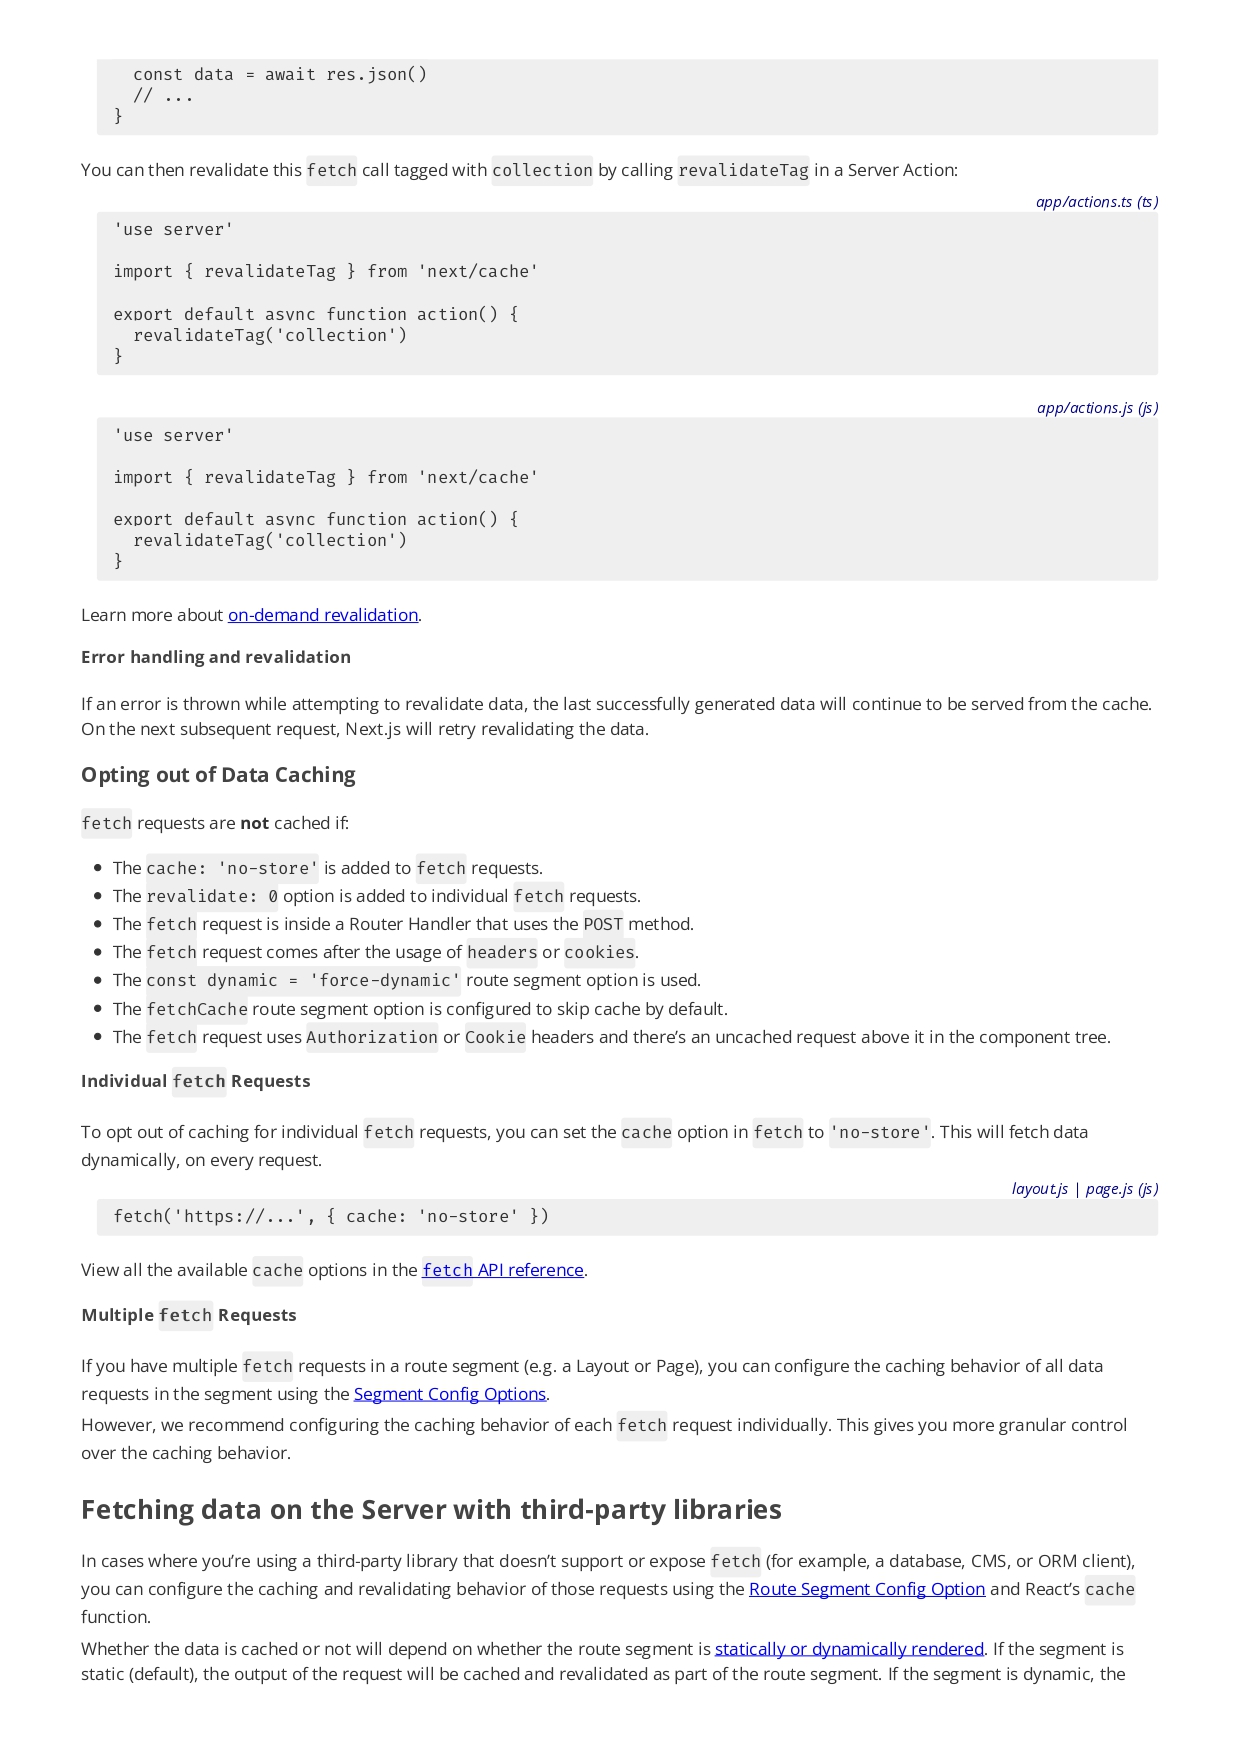 const data = await res.json()
  // ...
}
You can then revalidate this fetch call tagged with collection by calling revalidateTag in a Server Action:
app/actions.ts (ts)
'use server'
import { revalidateTag } from 'next/cache'
export default async function action() {
  revalidateTag('collection')
}
app/actions.js (js)
'use server'
import { revalidateTag } from 'next/cache'
export default async function action() {
  revalidateTag('collection')
}
Learn more about on-demand revalidation.
Error handling and revalidation
If an error is thrown while attempting to revalidate data, the last successfully generated data will continue to be served from the cache.
On the next subsequent request, Next.js will retry revalidating the data.
Opting out of Data Caching
fetch requests are not cached if:
• The cache: 'no-store' is added to fetch requests.
• The revalidate: 0 option is added to individual fetch requests.
• The fetch request is inside a Router Handler that uses the POST method.
• The fetch request comes after the usage of headers or cookies.
• The const dynamic = 'force-dynamic' route segment option is used.
• The fetchCache route segment option is configured to skip cache by default.
• The fetch request uses Authorization or Cookie headers and there’s an uncached request above it in the component tree.
Individual fetch Requests
To opt out of caching for individual fetch requests, you can set the cache option in fetch to 'no-store'. This will fetch data
dynamically, on every request.
layout.js | page.js (js)
fetch('https://...', { cache: 'no-store' })
View all the available cache options in the fetch API reference.
Multiple fetch Requests
If you have multiple fetch requests in a route segment (e.g. a Layout or Page), you can configure the caching behavior of all data
requests in the segment using the Segment Config Options.
However, we recommend configuring the caching behavior of each fetch request individually. This gives you more granular control
over the caching behavior.
Fetching data on the Server with third-party libraries
In cases where you’re using a third-party library that doesn’t support or expose fetch (for example, a database, CMS, or ORM client),
you can configure the caching and revalidating behavior of those requests using the Route Segment Config Option and React’s cache
function.
Whether the data is cached or not will depend on whether the route segment is statically or dynamically rendered. If the segment is
static (default), the output of the request will be cached and revalidated as part of the route segment. If the segment is dynamic, the